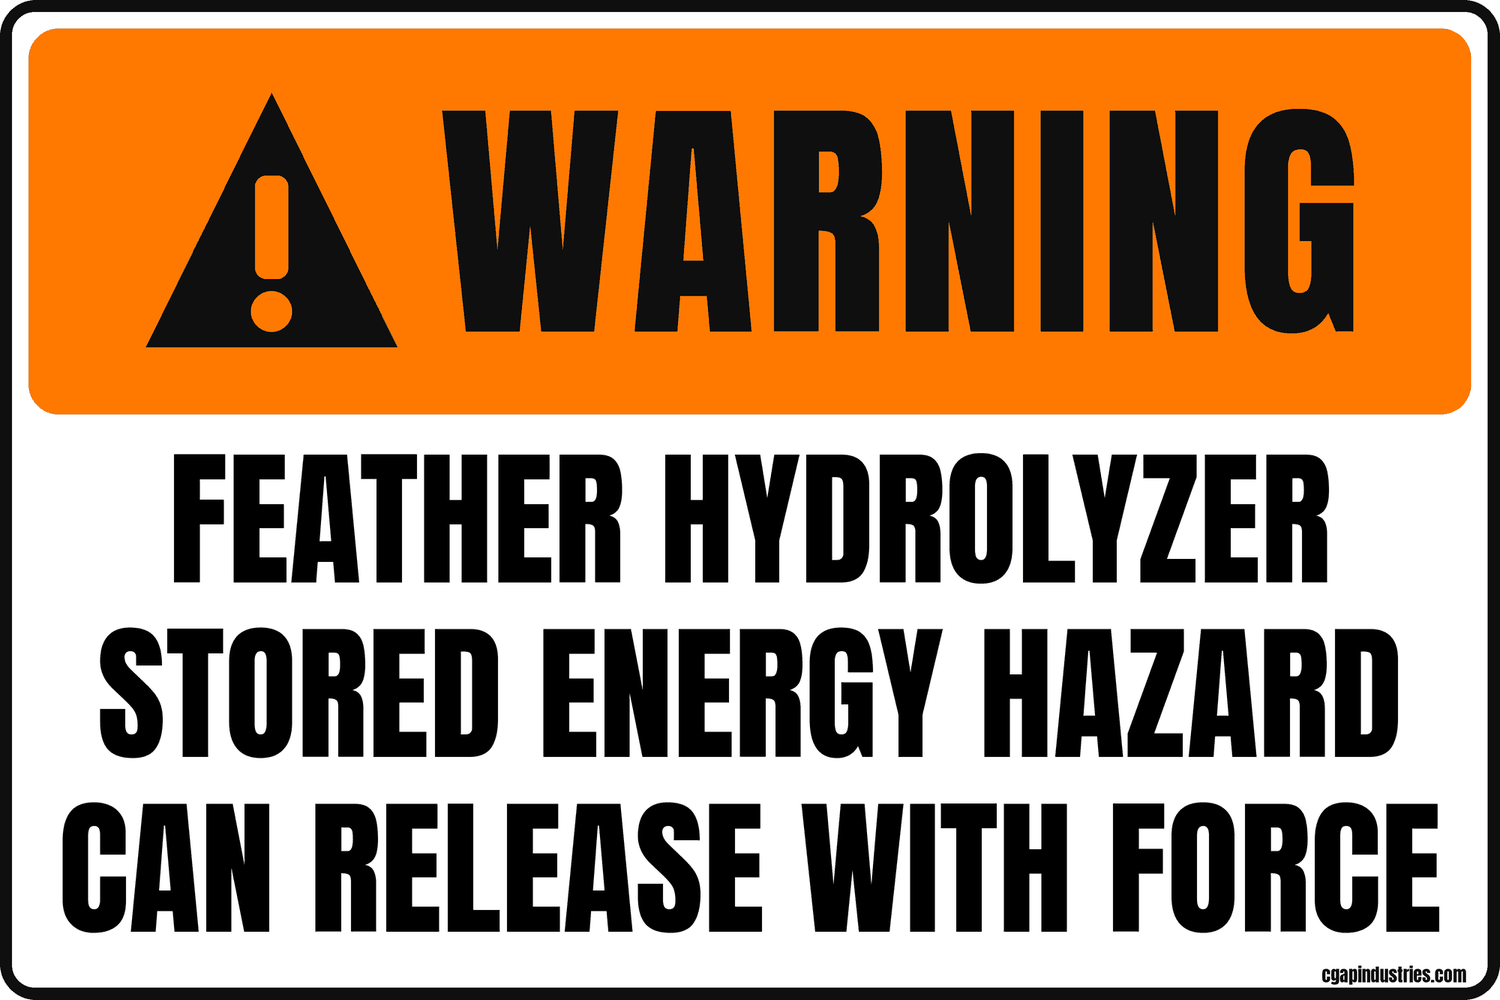 WARNING
FEATHER HYDROLYZER
STORED ENERGY HAZARD
CAN RELEASE WITH FORCE
cgapindustries.com